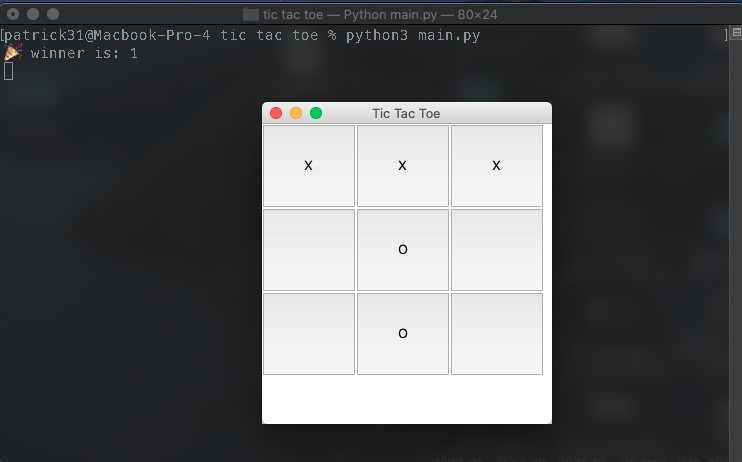 tic tac toe — Python main.py — 80×24
[patrick31@Macbook-Pro-4 tic tac toe % python3 main.py ]
🎉 winner is: 1
Tic Tac Toe
X X X
O
O